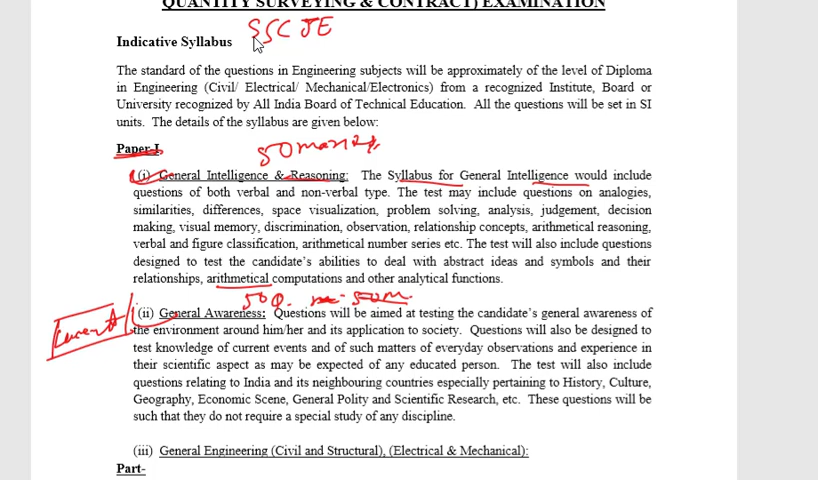 QUANTITY SURVEYING & CONTRACT) EXAMINATION
SSC JE
Indicative Syllabus
The standard of the questions in Engineering subjects will be approximately of the level of Diploma
in Engineering (Civil/ Electrical/ Mechanical/Electronics) from a recognized Institute, Board or
University recognized by All India Board of Technical Education. All the questions will be set in SI
units. The details of the syllabus are given below:
50 marks
Paper-I
(i) General Intelligence & Reasoning: The Syllabus for General Intelligence would include
questions of both verbal and non-verbal type. The test may include questions on analogies,
similarities, differences, space visualization, problem solving, analysis, judgement, decision
making, visual memory, discrimination, observation, relationship concepts, arithmetical reasoning,
verbal and figure classification, arithmetical number series etc. The test will also include questions
designed to test the candidate's abilities to deal with abstract ideas and symbols and their
relationships, arithmetical computations and other analytical functions.
50 Q. 50 m.
(ii) General Awareness: Questions will be aimed at testing the candidate's general awareness of
the environment around him/her and its application to society. Questions will also be designed to
test knowledge of current events and of such matters of everyday observations and experience in
their scientific aspect as may be expected of any educated person. The test will also include
questions relating to India and its neighbouring countries especially pertaining to History, Culture,
Geography, Economic Scene, General Polity and Scientific Research, etc. These questions will be
such that they do not require a special study of any discipline.
(iii) General Engineering (Civil and Structural), (Electrical & Mechanical):
Part-